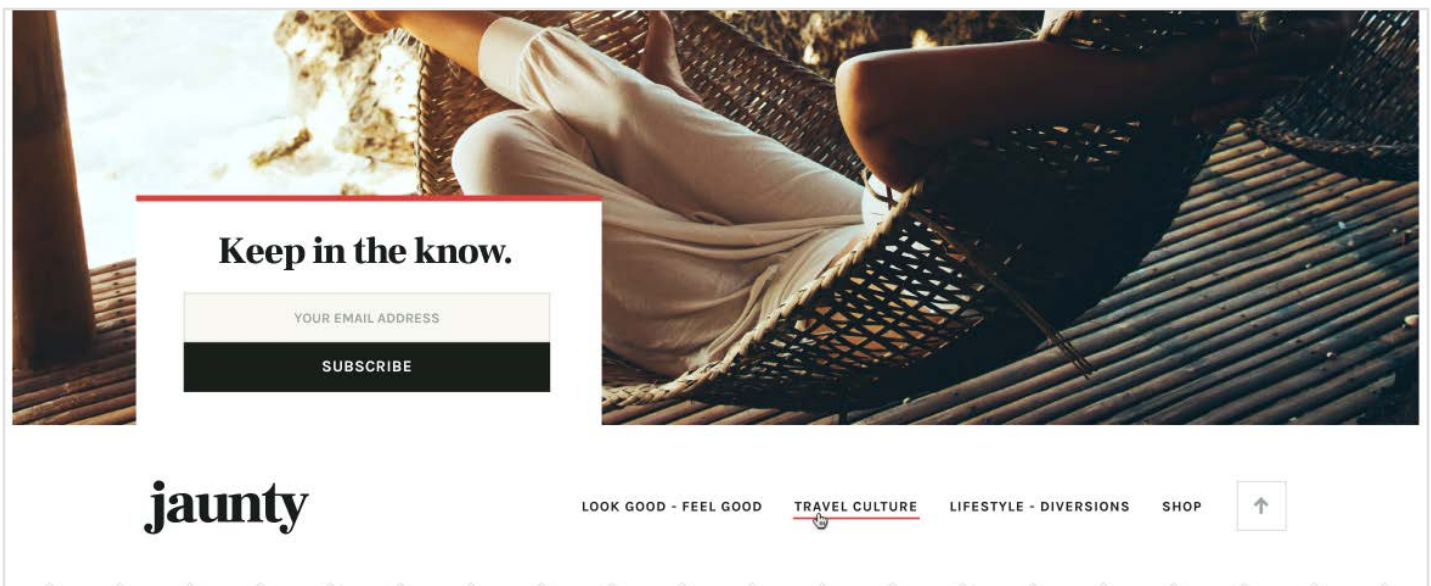 Keep in the know.
YOUR EMAIL ADDRESS
SUBSCRIBE
jaunty
LOOK GOOD - FEEL GOOD TRAVEL CULTURE LIFESTYLE - DIVERSIONS SHOP